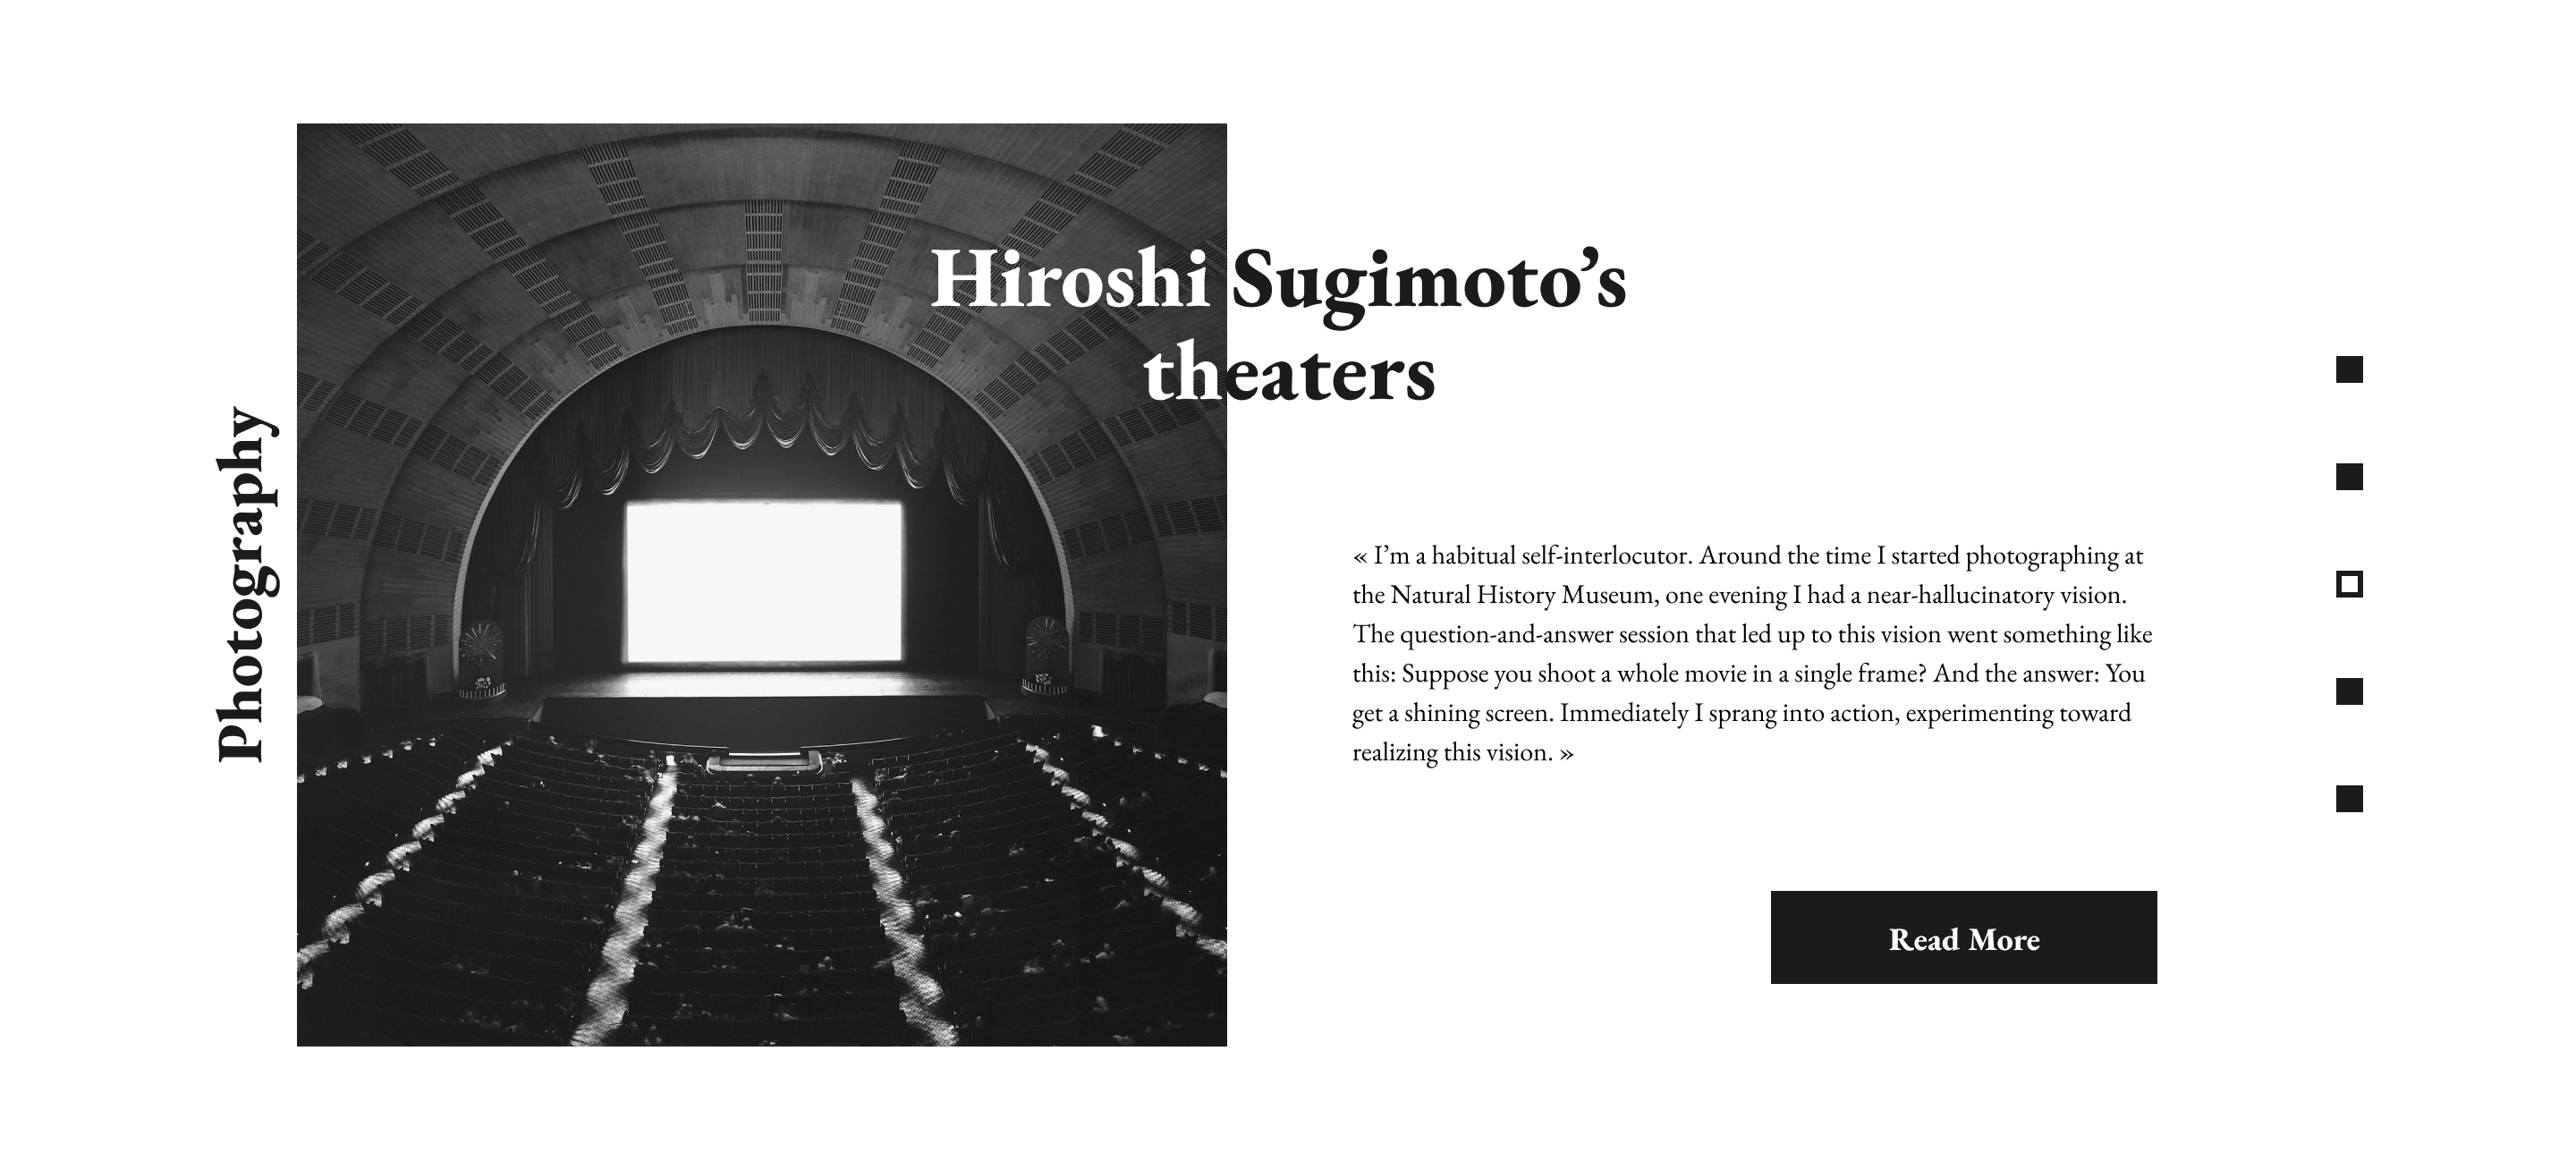 Photography
Hiroshi Sugimoto’s
theaters
« I’m a habitual self-interlocutor. Around the time I started photographing at
the Natural History Museum, one evening I had a near-hallucinatory vision.
The question-and-answer session that led up to this vision went something like
this: Suppose you shoot a whole movie in a single frame? And the answer: You
get a shining screen. Immediately I sprang into action, experimenting toward
realizing this vision. »
Read More